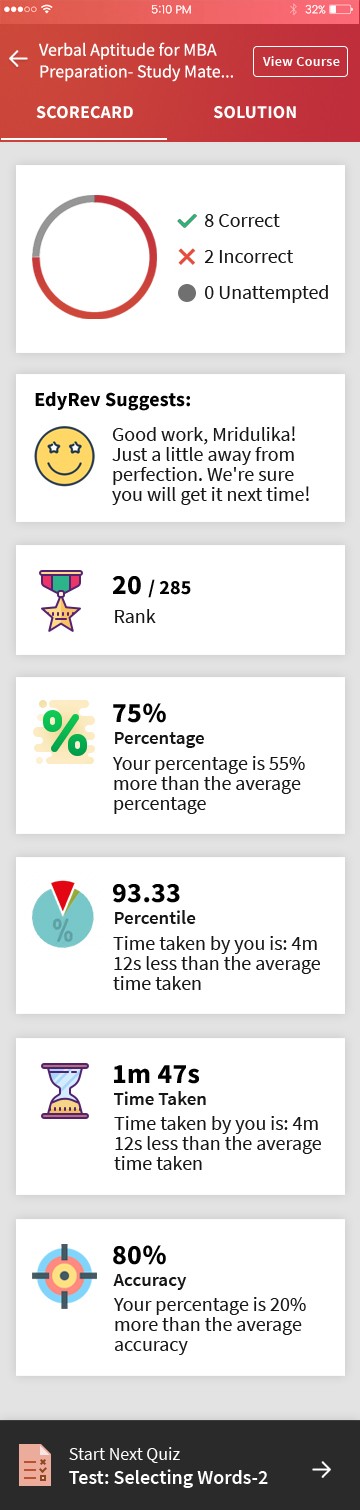 5:10 PM
32%
Verbal Aptitude for MBA
Preparation- Study Mate...
View Course
SCORECARD
SOLUTION
8 Correct
2 Incorrect
0 Unattempted
EdyRev Suggests:
Good work, Mridulika!
Just a little away from
perfection. We're sure
you will get it next time!
20 / 285
Rank
%
75%
Percentage
Your percentage is 55%
more than the average
percentage
%
93.33
Percentile
Time taken by you is: 4m
12s less than the average
time taken
1m 47s
Time Taken
Time taken by you is: 4m
12s less than the average
time taken
80%
Accuracy
Your percentage is 20%
more than the average
accuracy
Start Next Quiz
Test: Selecting Words-2